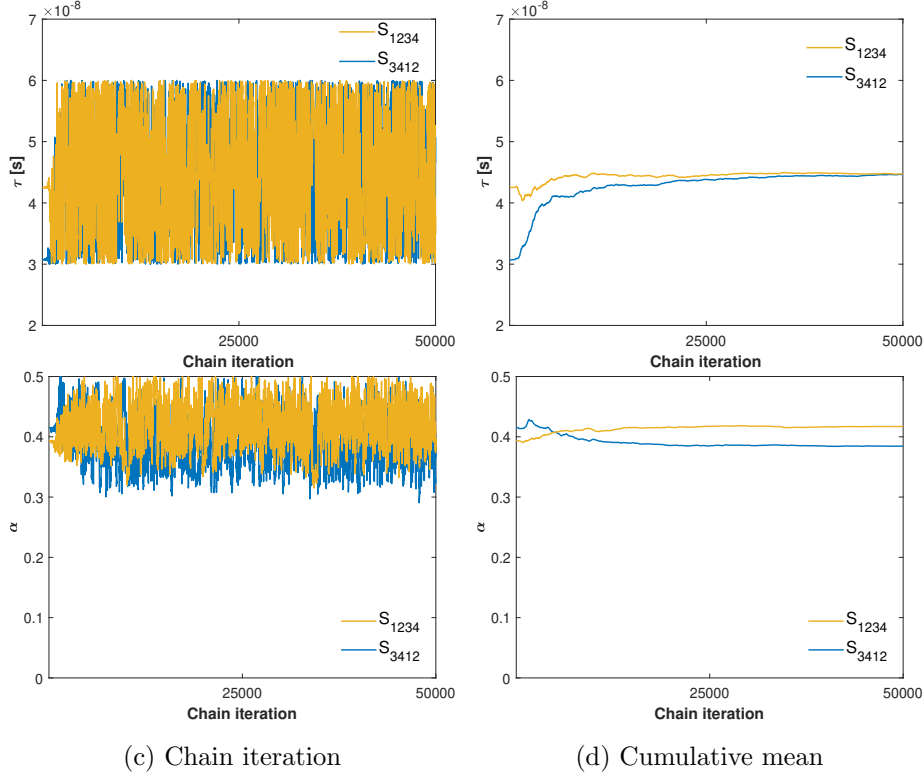 ×10⁻⁸
7
6
5
4
3
2
τ [s]
25000
50000
Chain iteration
S₁₂₃₄
S₃₄₁₂
×10⁻⁸
7
6
5
4
3
2
τ [s]
25000
50000
Chain iteration
S₁₂₃₄
S₃₄₁₂
0.5
0.4
0.3
0.2
0.1
0
α
25000
50000
Chain iteration
S₁₂₃₄
S₃₄₁₂
0.5
0.4
0.3
0.2
0.1
0
α
25000
50000
Chain iteration
S₁₂₃₄
S₃₄₁₂
(c) Chain iteration
(d) Cumulative mean